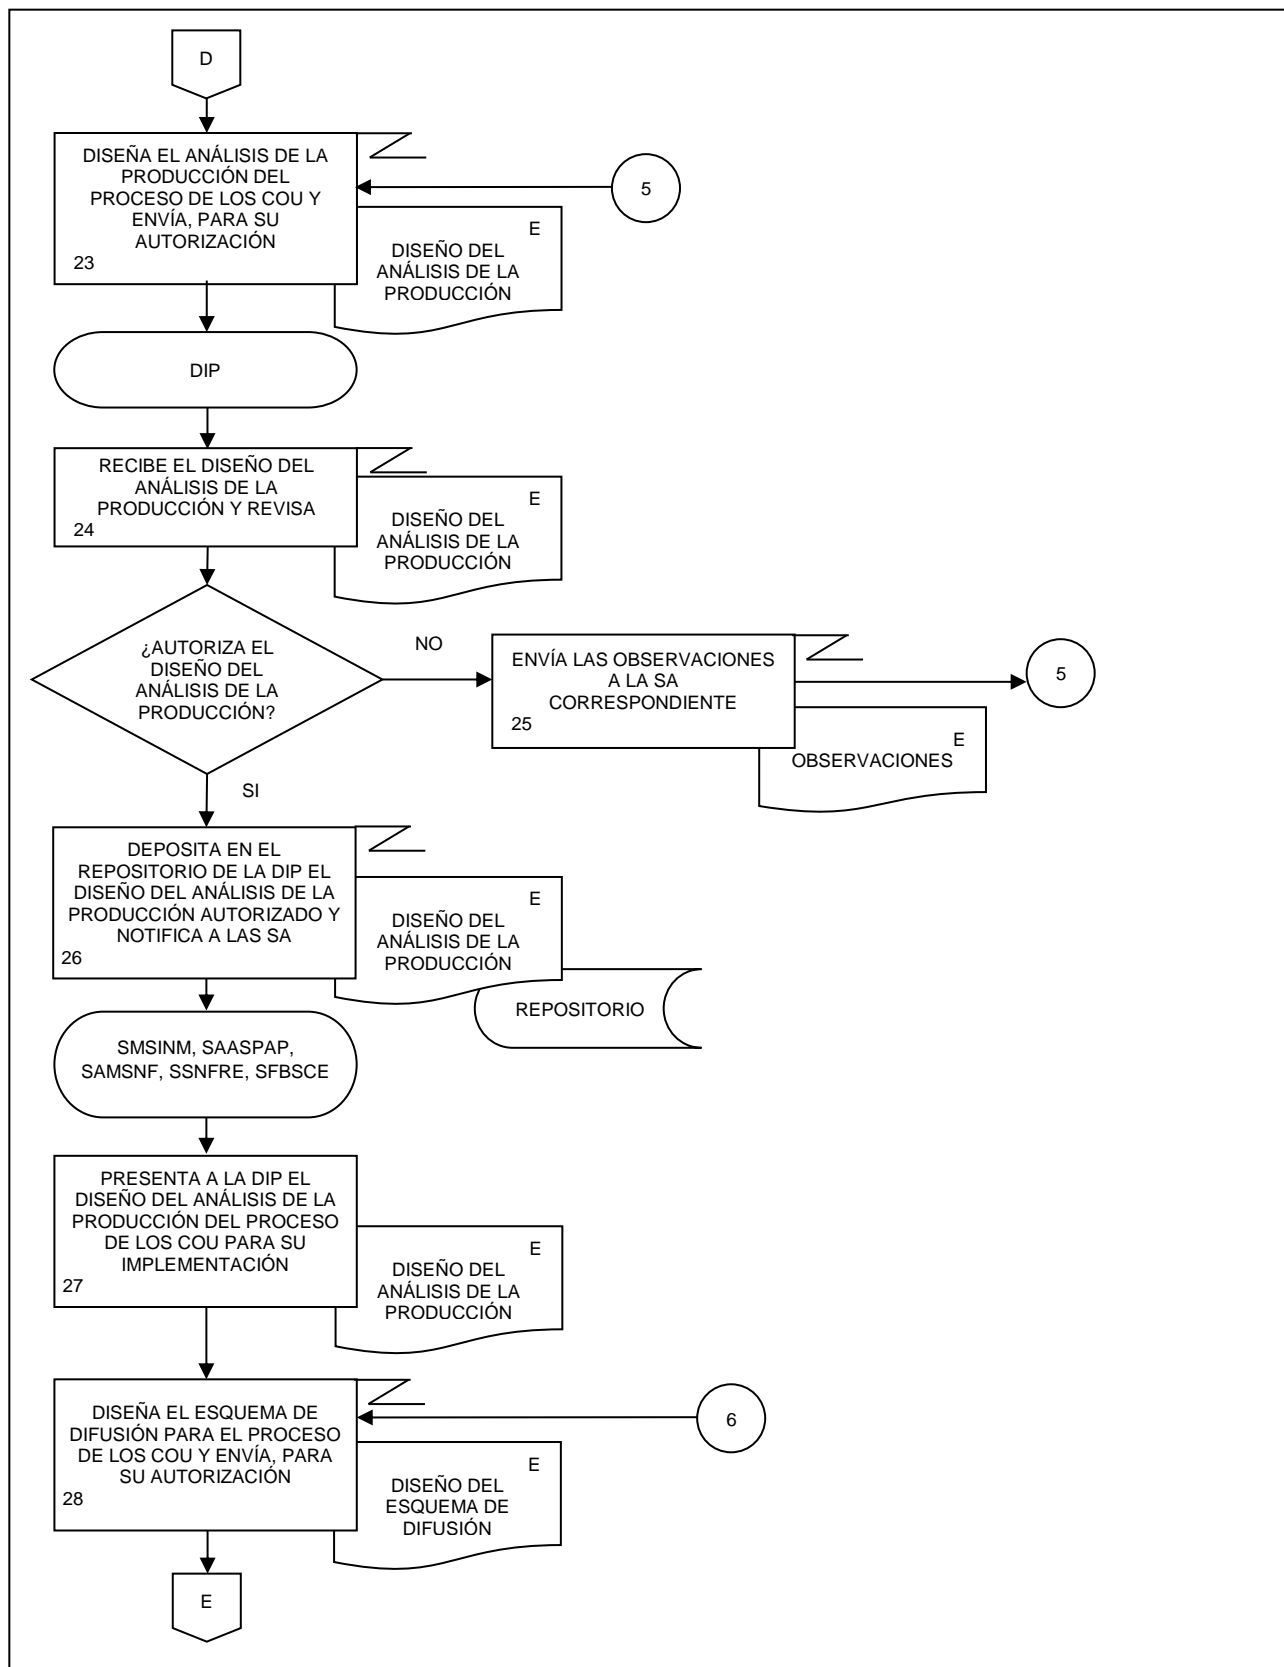 D
DISEÑA EL ANÁLISIS DE LA
PRODUCCIÓN DEL
PROCESO DE LOS COU Y
ENVÍA, PARA SU
AUTORIZACIÓN
23
5
E
DISEÑO DEL
ANÁLISIS DE LA
PRODUCCIÓN
DIP
RECIBE EL DISEÑO DEL
ANÁLISIS DE LA
PRODUCCIÓN Y REVISA
24
E
DISEÑO DEL
ANÁLISIS DE LA
PRODUCCIÓN
¿AUTORIZA EL
DISEÑO DEL
ANÁLISIS DE LA
PRODUCCIÓN?
NO
ENVÍA LAS OBSERVACIONES
A LA SA
CORRESPONDIENTE
25
5
E
OBSERVACIONES
SI
DEPOSITA EN EL
REPOSITORIO DE LA DIP EL
DISEÑO DEL ANÁLISIS DE LA
PRODUCCIÓN AUTORIZADO Y
NOTIFICA A LAS SA
26
E
DISEÑO DEL
ANÁLISIS DE LA
PRODUCCIÓN
REPOSITORIO
SMSINM, SAASPAP,
SAMSNF, SSNFRE, SFBSCE
PRESENTA A LA DIP EL
DISEÑO DEL ANÁLISIS DE LA
PRODUCCIÓN DEL PROCESO
DE LOS COU PARA SU
IMPLEMENTACIÓN
27
E
DISEÑO DEL
ANÁLISIS DE LA
PRODUCCIÓN
DISEÑA EL ESQUEMA DE
DIFUSIÓN PARA EL PROCESO
DE LOS COU Y ENVÍA, PARA
SU AUTORIZACIÓN
28
6
E
DISEÑO DEL
ESQUEMA DE
DIFUSIÓN
E